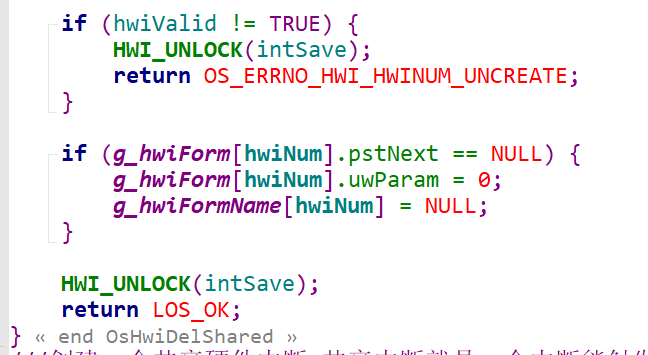 if (hwiValid != TRUE) {
HWI_UNLOCK(intSave);
return OS_ERRNO_HWI_HWINUM_UNCREATE;
}
if (g_hwiForm[hwiNum].pstNext == NULL) {
g_hwiForm[hwiNum].uwParam = 0;
g_hwiFormName[hwiNum] = NULL;
}
HWI_UNLOCK(intSave);
return LOS_OK;
} « end OsHwiDelShared »